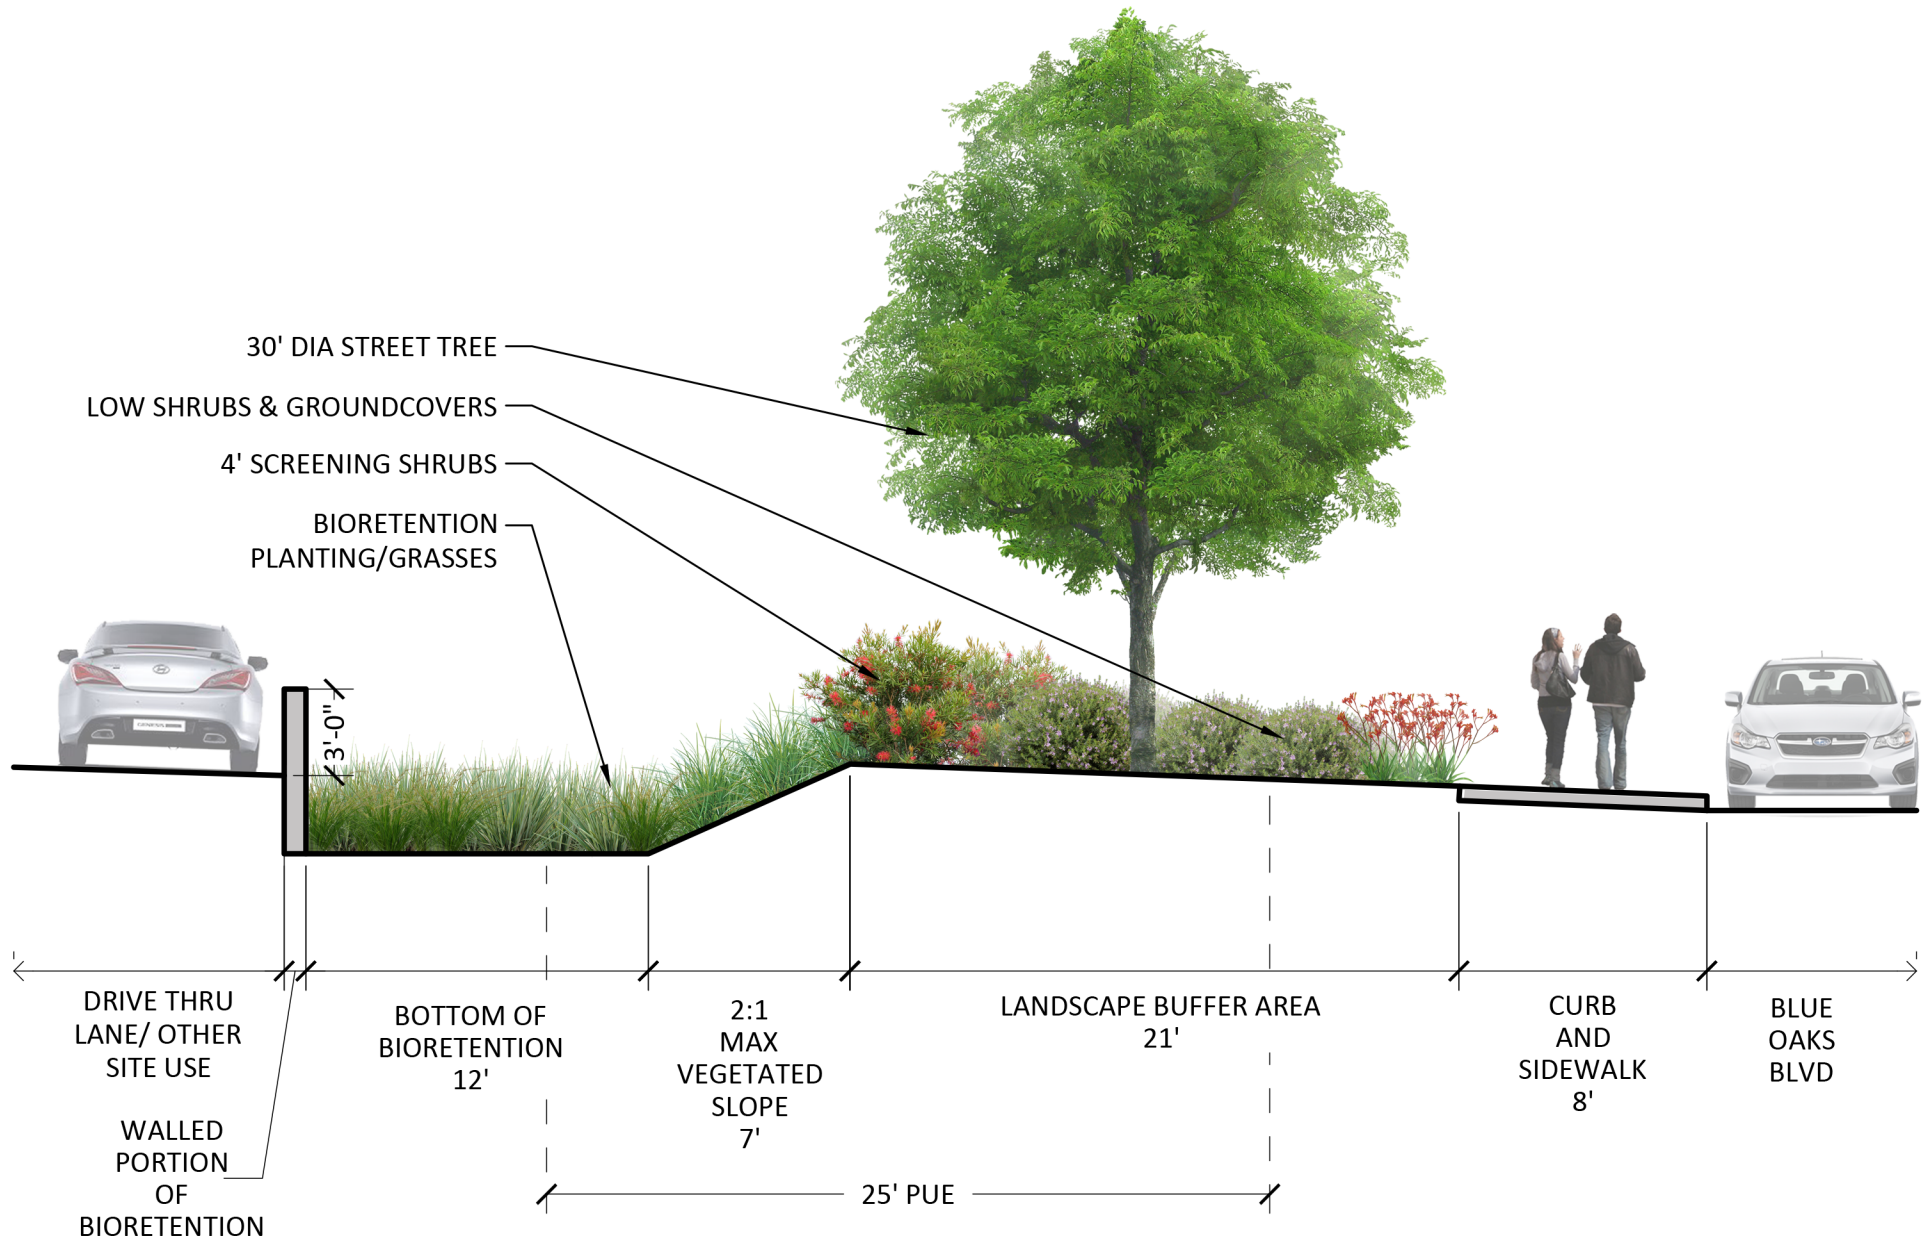 30' DIA STREET TREE
LOW SHRUBS & GROUNDCOVERS
4' SCREENING SHRUBS
BIORETENTION
PLANTING/GRASSES
3'-0"
DRIVE THRU
LANE/ OTHER
SITE USE
WALLED
PORTION
OF
BIORETENTION
BOTTOM OF
BIORETENTION
12'
2:1
MAX
VEGETATED
SLOPE
7'
LANDSCAPE BUFFER AREA
21'
CURB
AND
SIDEWALK
8'
BLUE
OAKS
BLVD
25' PUE